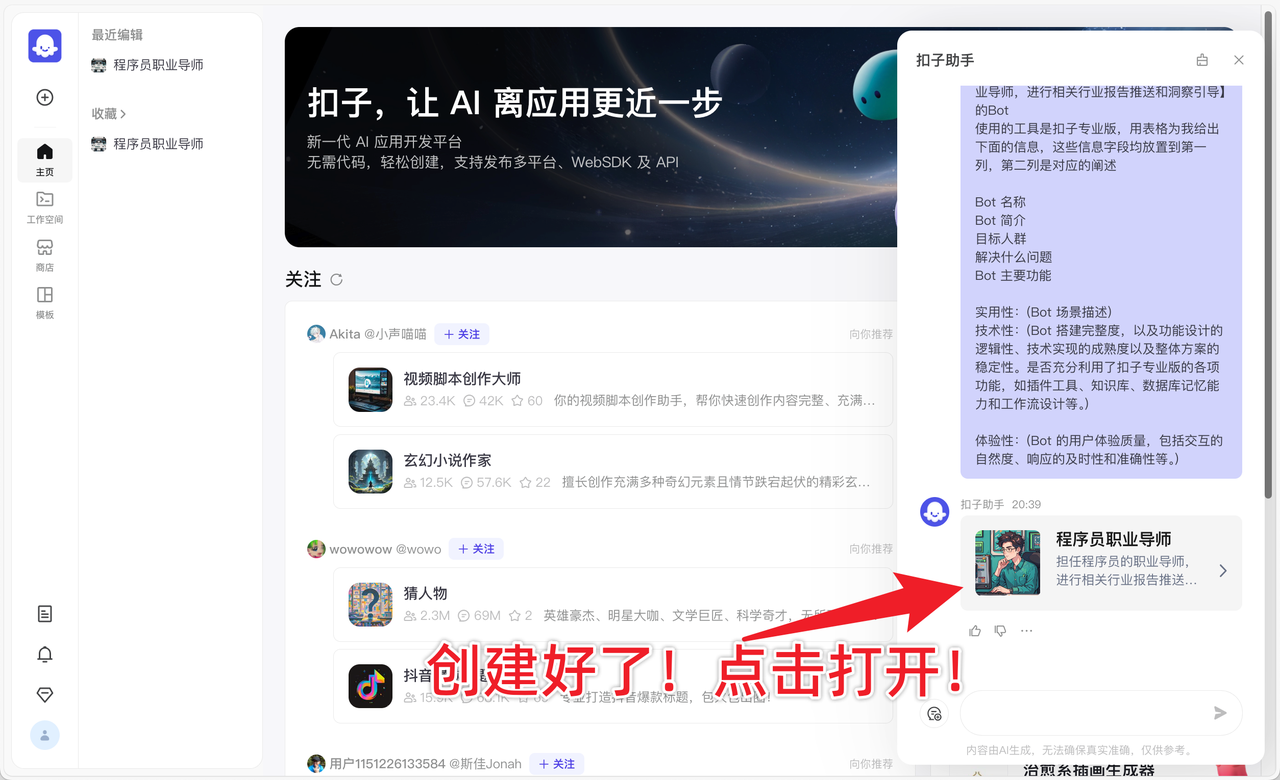 最近编辑
程序员职业导师
收藏 >
程序员职业导师
主页
工作空间
商店
模板
扣子，让 AI 离应用更近一步
新一代 AI 应用开发平台
无需代码，轻松创建，支持发布多平台、WebSDK 及 API
关注
Akita @小声喵喵
关注
向你推荐
视频脚本创作大师
23.4K 42K 60 你的视频脚本创作助手，帮你快速创作内容完整、充满...
玄幻小说作家
12.5K 57.6K 22 擅长创作充满多种奇幻元素且情节跌宕起伏的精彩玄...
wowowow @wowo
关注
向你推荐
猜人物
2.3M 69M 2 英雄豪杰、明星大咖、文学巨匠、科学奇才，无所
抖音
用户1151226133584 @斯佳Jonah
关注
向你推荐
扣子助手
业导师，进行相关行业报告推送和洞察引导】
的Bot
使用的工具是扣子专业版，用表格为我给出
下面的信息，这些信息字段均放置到第一
列，第二列是对应的阐述
Bot 名称
Bot 简介
目标人群
解决什么问题
Bot 主要功能
实用性：（Bot 场景描述）
技术性：（Bot 搭建完整度，以及功能设计的
逻辑性、技术实现的成熟度以及整体方案的
稳定性。是否充分利用了扣子专业版的各项
功能，如插件工具、知识库、数据库记忆能
力和工作流设计等。）
体验性：（Bot 的用户体验质量，包括交互的
自然度、响应的及时性和准确性等。）
扣子助手 20:39
程序员职业导师
担任程序员的职业导师，
进行相关行业报告推送...
创建好了！点击打开！
内容由AI生成，无法确保真实准确，仅供参考。
治愈系插画生成器